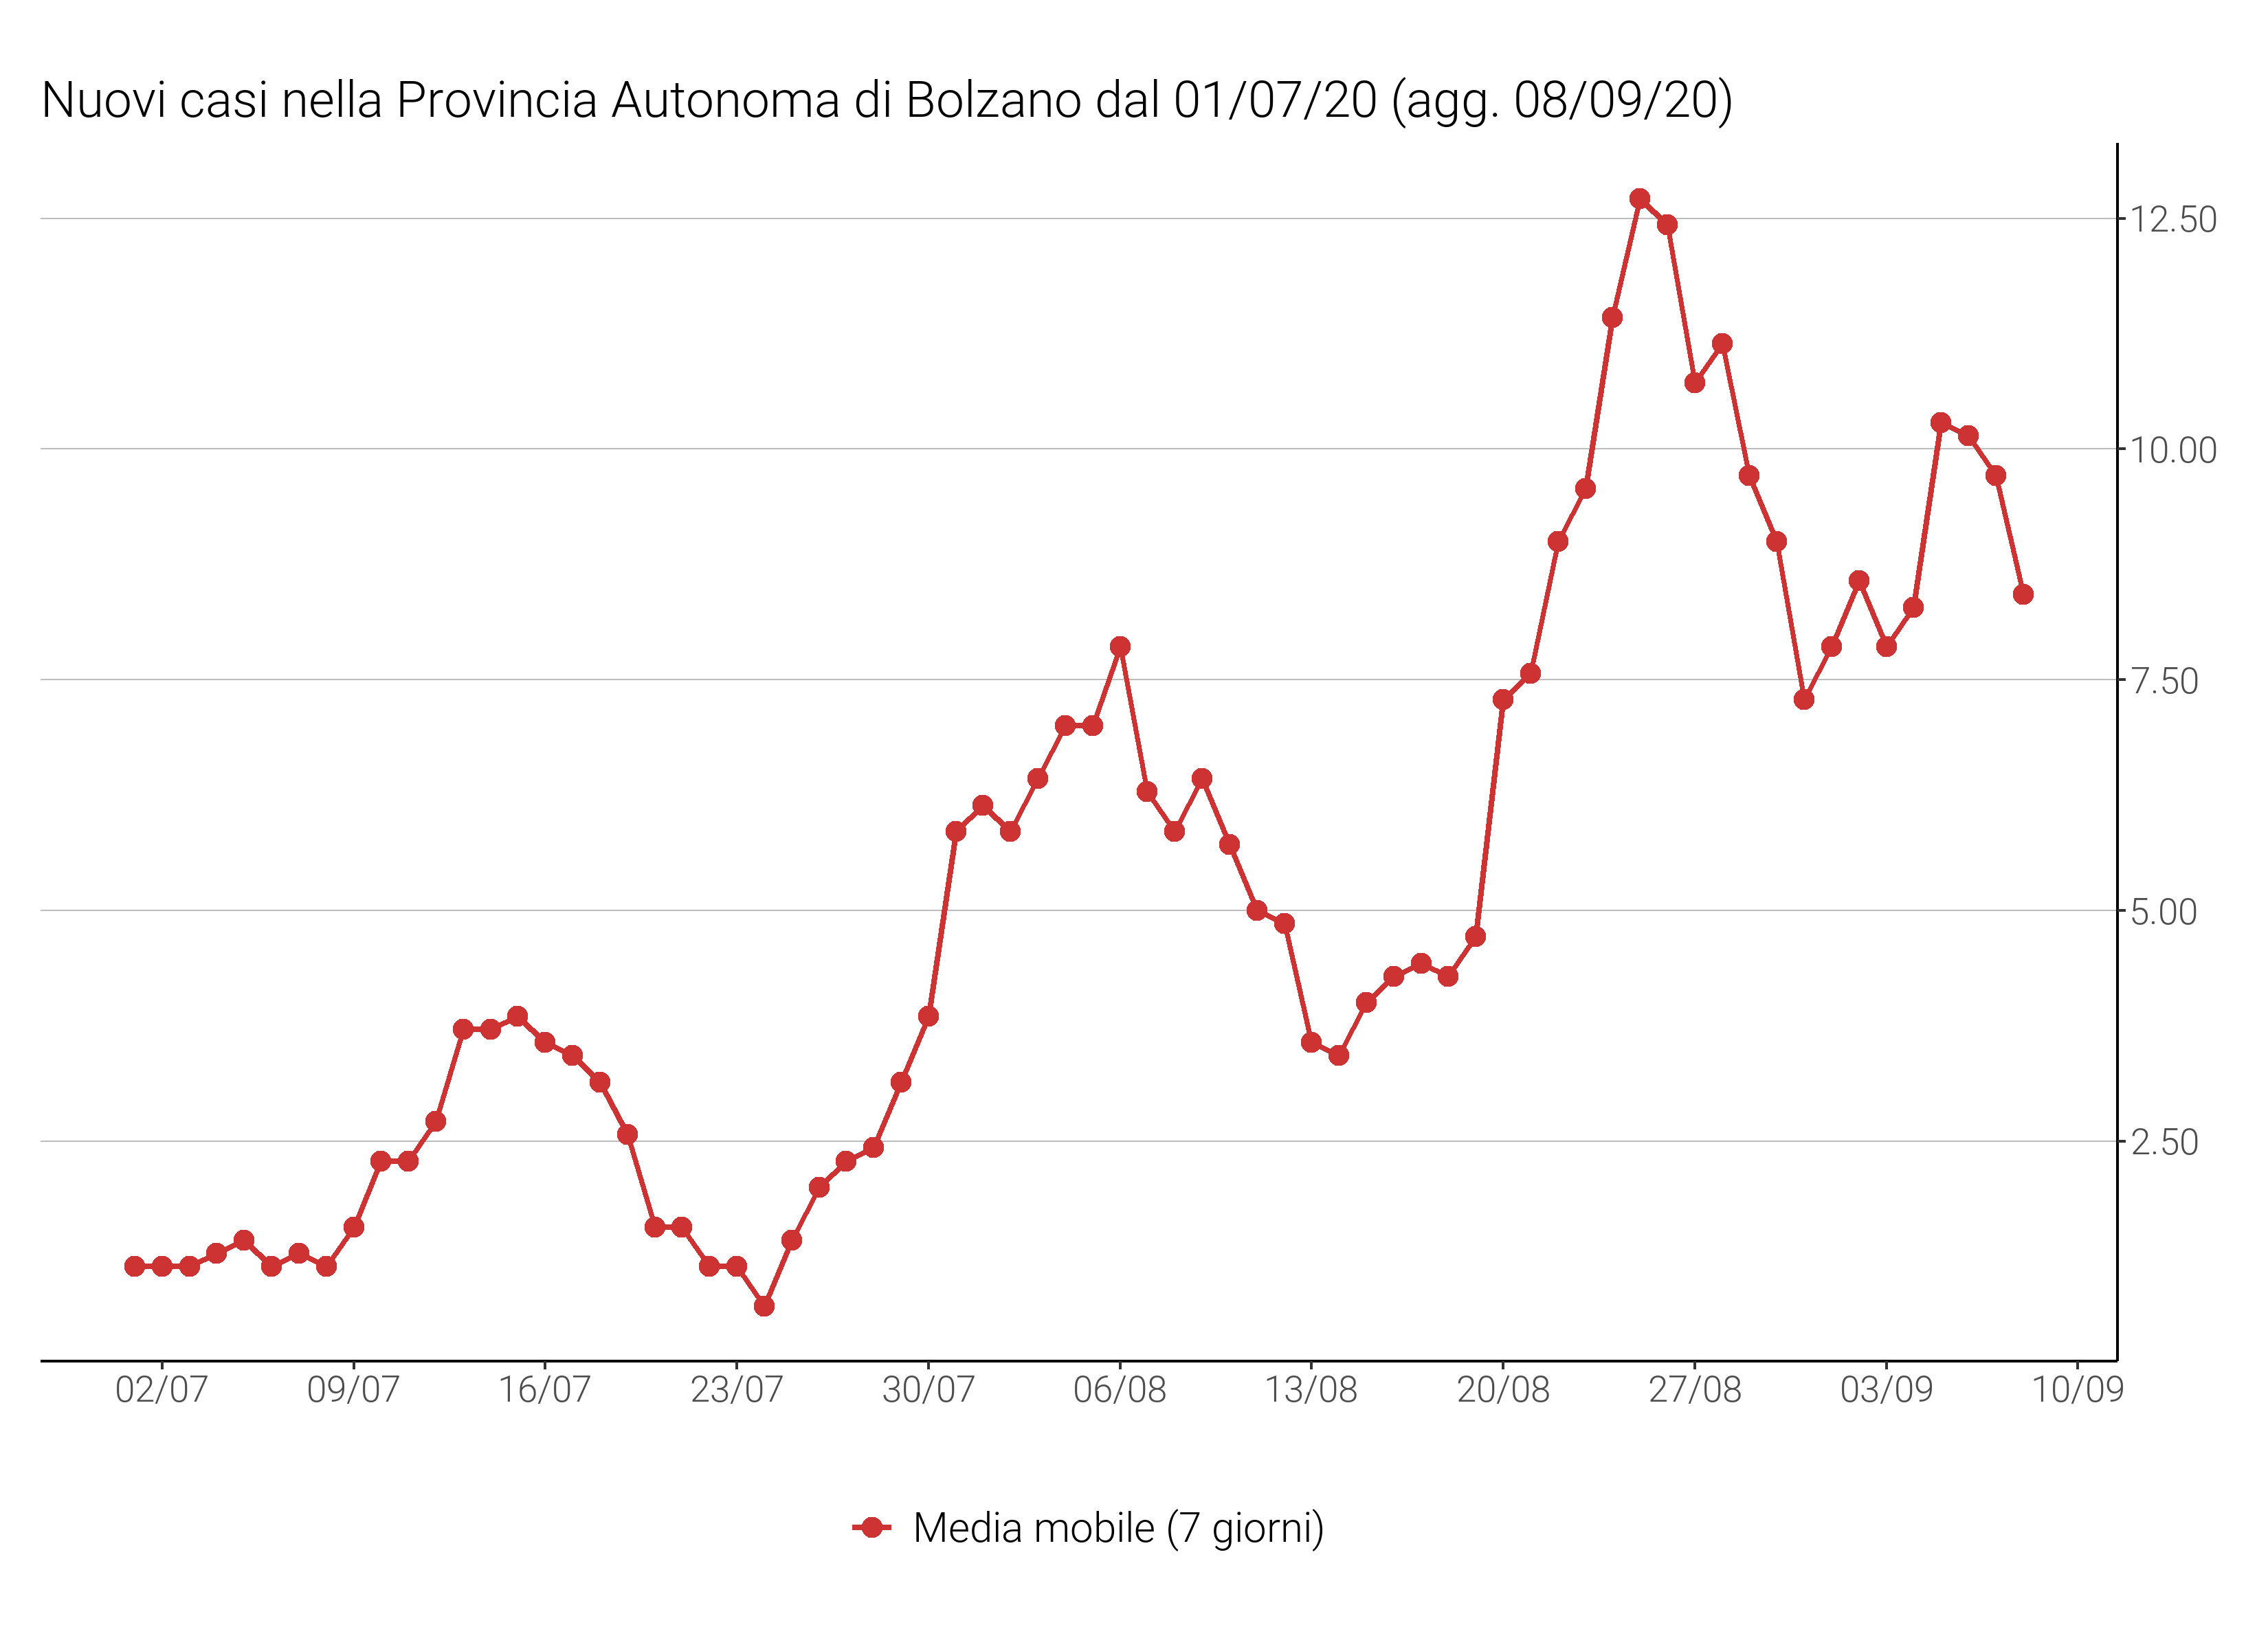 Nuovi casi nella Provincia Autonoma di Bolzano dal 01/07/20 (agg. 08/09/20)
12.50
10.00
7.50
5.00
2.50
02/07 09/07 16/07 23/07 30/07 06/08 13/08 20/08 27/08 03/09 10/09
Media mobile (7 giorni)